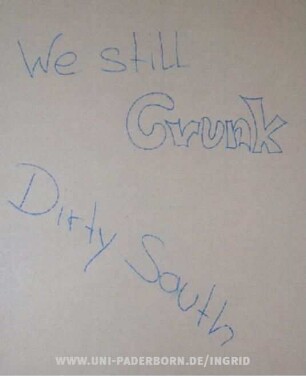 We still
Crunk
Dirty South
WWW.UNI-PADERBORN.DE/INGRID